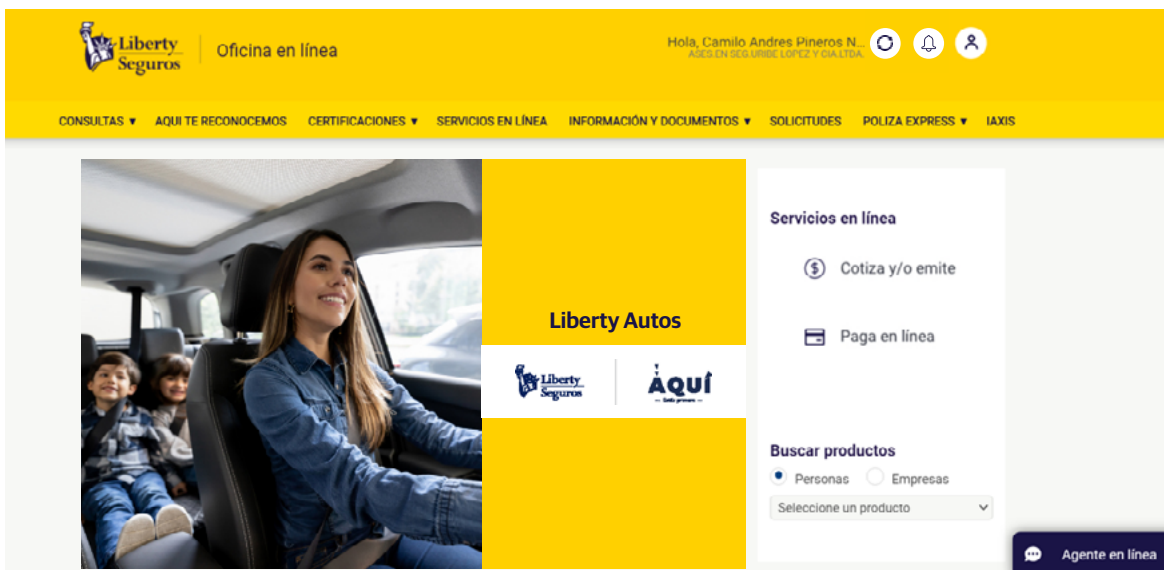 Liberty
Seguros
Oficina en línea
Hola, Camilo Andres Pineros N...
ASES.EN SEG.URIBE LOPEZ Y CIA.LTDA.
CONSULTAS ▼ AQUI TE RECONOCEMOS CERTIFICACIONES ▼ SERVICIOS EN LÍNEA INFORMACIÓN Y DOCUMENTOS ▼ SOLICITUDES POLIZA EXPRESS ▼ IAXIS
Liberty Autos
Liberty
Seguros
AQUÍ
Servicios en línea
Cotiza y/o emite
Paga en línea
Buscar productos
Personas Empresas
Seleccione un producto
Agente en línea